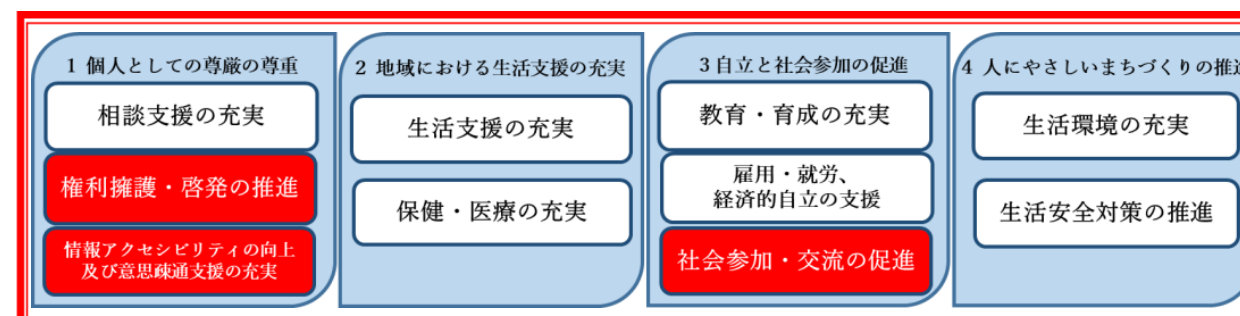 1 個人としての尊厳の尊重
相談支援の充実
権利擁護・啓発の推進
情報アクセシビリティの向上
及び意思疎通支援の充実
2 地域における生活支援の充実
生活支援の充実
保健・医療の充実
3 自立と社会参加の促進
教育・育成の充実
雇用・就労、
経済的自立の支援
社会参加・交流の促進
4 人にやさしいまちづくりの推
生活環境の充実
生活安全対策の推進